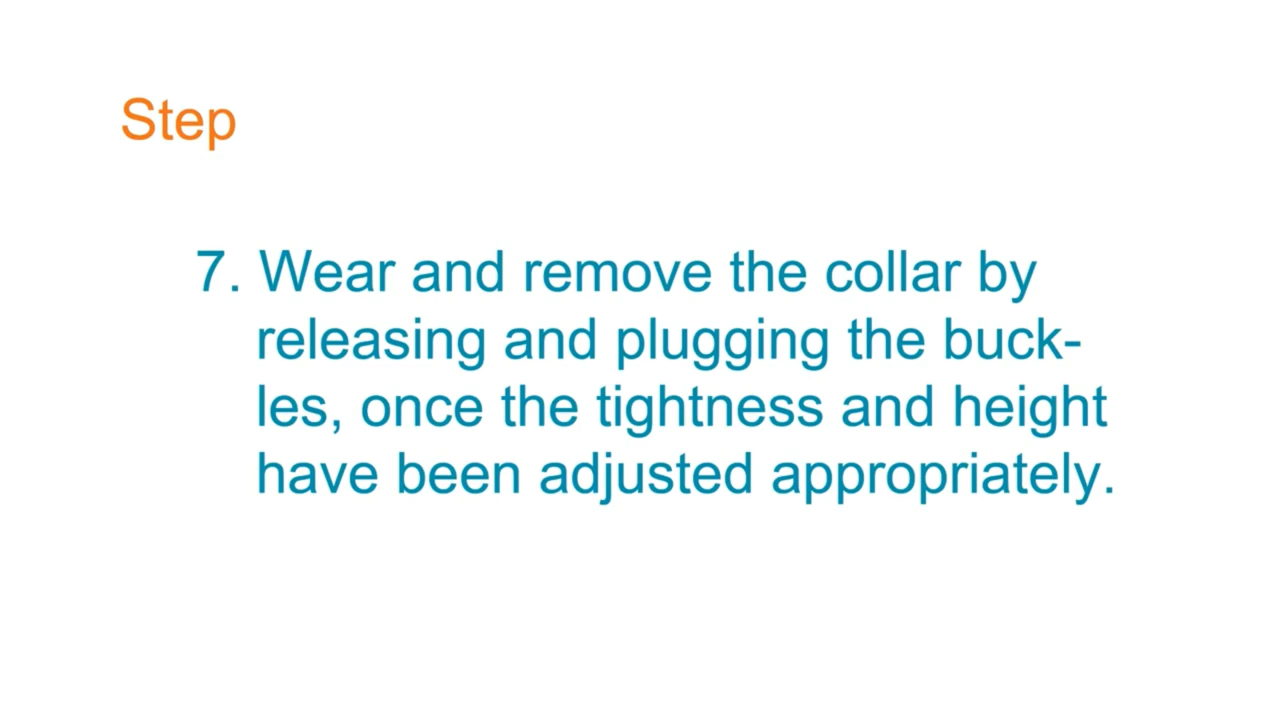 Step
7. Wear and remove the collar by
releasing and plugging the buck-
les, once the tightness and height
have been adjusted appropriately.